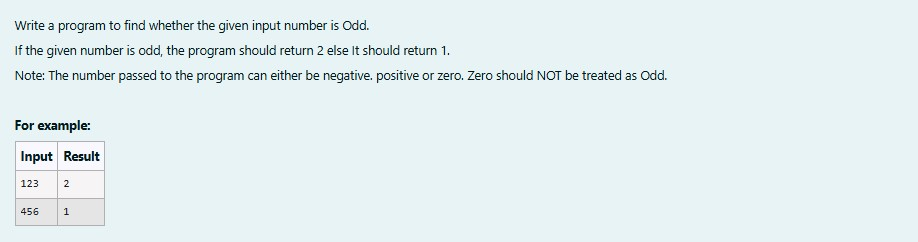 Write a program to find whether the given input number is Odd.
If the given number is odd, the program should return 2 else It should return 1.
Note: The number passed to the program can either be negative. positive or zero. Zero should NOT be treated as Odd.
For example:
Input Result
123 2
456 1